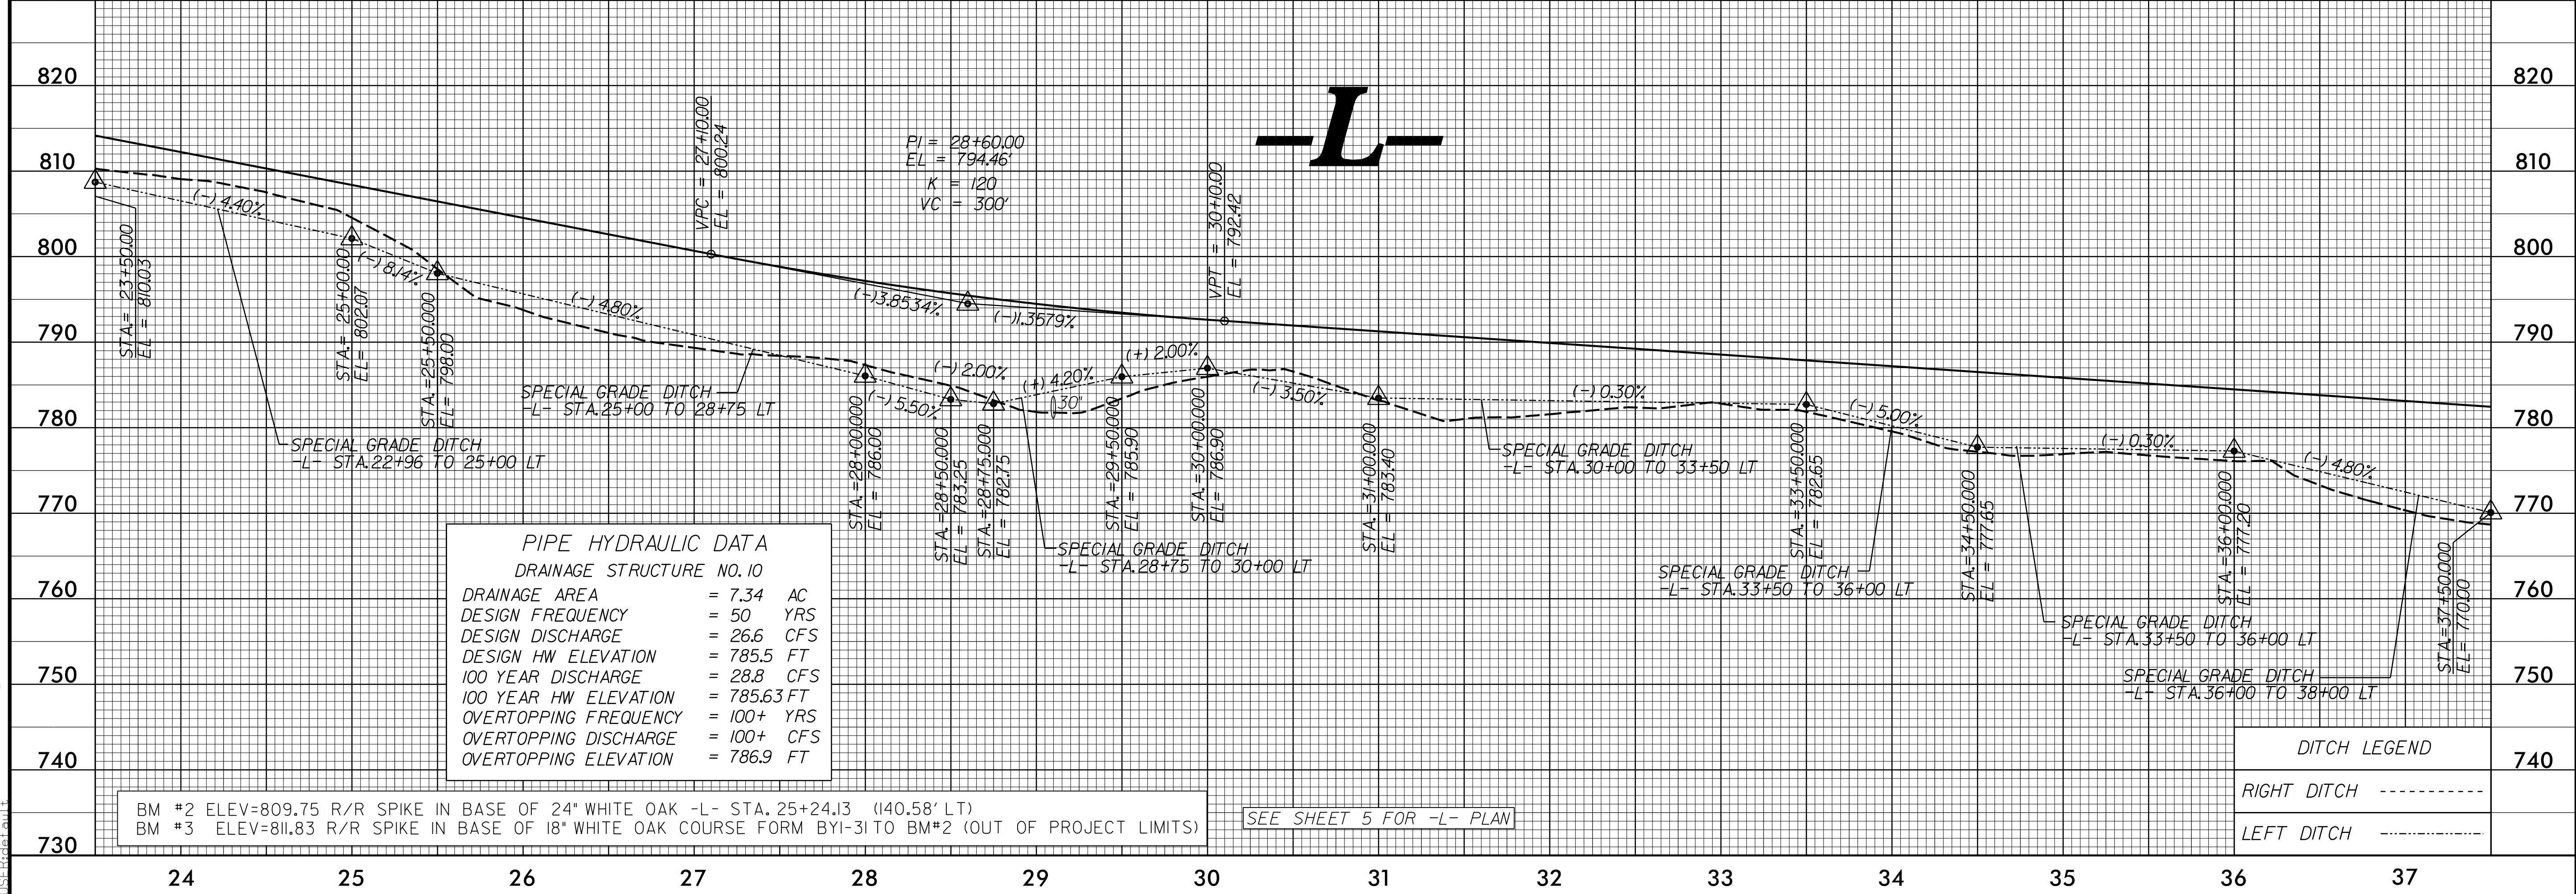 820
820
810
810
800
800
790
790
780
780
770
770
760
760
750
750
740
740
730
-L-
STA.= 23+50.00
EL = 810.03
(-) 4.40%
SPECIAL GRADE DITCH
-L- STA.22+96 TO 25+00 LT
STA.= 25+00.00
EL= 802.07
(-) 8.14%
STA.=25+50.000
EL= 798.00
(-) 4.80%
SPECIAL GRADE DITCH
-L- STA.25+00 TO 28+75 LT
VPC = 27+10.00
EL = 800.24
PI = 28+60.00
EL = 794.46'
K = 120
VC = 300'
(-)3.8534%
(-)1.3579%
VPT = 30+10.00
EL = 792.42
STA.=28+00.000
EL = 786.00
(-) 5.50%
STA.=28+50.000
EL = 783.25
(-) 2.00%
STA.=28+75.000
EL = 782.75
(+) 4.20%
30"
SPECIAL GRADE DITCH
-L- STA.28+75 TO 30+00 LT
STA.=29+50.000
EL = 785.90
(+) 2.00%
STA.=30+00.000
EL = 786.90
(-) 3.50%
STA.=31+00.000
EL = 783.40
(-) 0.30%
SPECIAL GRADE DITCH
-L- STA.30+00 TO 33+50 LT
STA.=33+50.000
EL = 782.65
(-) 5.00%
SPECIAL GRADE DITCH
-L- STA.33+50 TO 36+00 LT
STA.=34+50.000
EL = 777.65
(-) 0.30%
SPECIAL GRADE DITCH
-L- STA.33+50 TO 36+00 LT
STA.=36+00.000
EL = 777.20
(-) 4.80%
SPECIAL GRADE DITCH
-L- STA.36+00 TO 38+00 LT
STA.=37+50.000
EL= 770.00
PIPE HYDRAULIC DATA
DRAINAGE STRUCTURE NO. 10
DRAINAGE AREA = 7.34 AC
DESIGN FREQUENCY = 50 YRS
DESIGN DISCHARGE = 26.6 CFS
DESIGN HW ELEVATION = 785.5 FT
100 YEAR DISCHARGE = 28.8 CFS
100 YEAR HW ELEVATION = 785.63 FT
OVERTOPPING FREQUENCY = 100+ YRS
OVERTOPPING DISCHARGE = 100+ CFS
OVERTOPPING ELEVATION = 786.9 FT
BM #2 ELEV=809.75 R/R SPIKE IN BASE OF 24" WHITE OAK -L- STA. 25+24.13 (140.58' LT)
BM #3 ELEV=811.83 R/R SPIKE IN BASE OF 18" WHITE OAK COURSE FORM BY1-31 TO BM#2 (OUT OF PROJECT LIMITS)
SEE SHEET 5 FOR -L- PLAN
DITCH LEGEND
RIGHT DITCH
LEFT DITCH
24 25 26 27 28 29 30 31 32 33 34 35 36 37